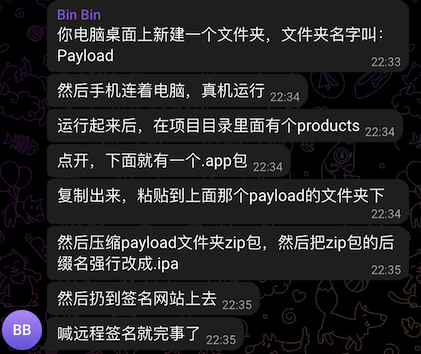 Bin Bin
你电脑桌面上新建一个文件夹，文件夹名字叫：
Payload
22:33
然后手机连着电脑，真机运行 22:34
运行起来后，在项目目录里面有个products 22:34
点开，下面就有一个.app包 22:34
复制出来，粘贴到上面那个payload的文件夹下
22:34
然后压缩payload文件夹zip包，然后把zip包的后
缀名强行改成.ipa 22:35
然后扔到签名网站上去 22:35
BB
喊远程签名就完事了 22:35